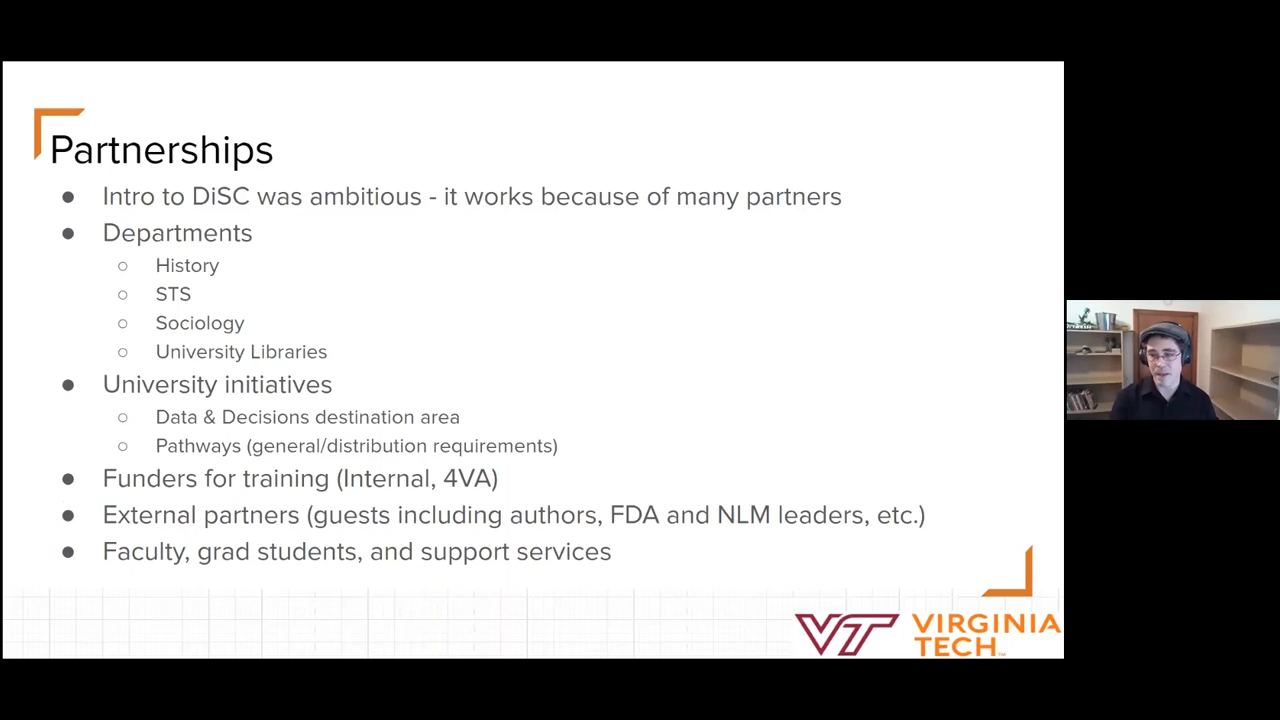 Partnerships
● Intro to DiSC was ambitious - it works because of many partners
● Departments
○ History
○ STS
○ Sociology
○ University Libraries
● University initiatives
○ Data & Decisions destination area
○ Pathways (general/distribution requirements)
● Funders for training (Internal, 4VA)
● External partners (guests including authors, FDA and NLM leaders, etc.)
● Faculty, grad students, and support services
VT VIRGINIA
TECH™